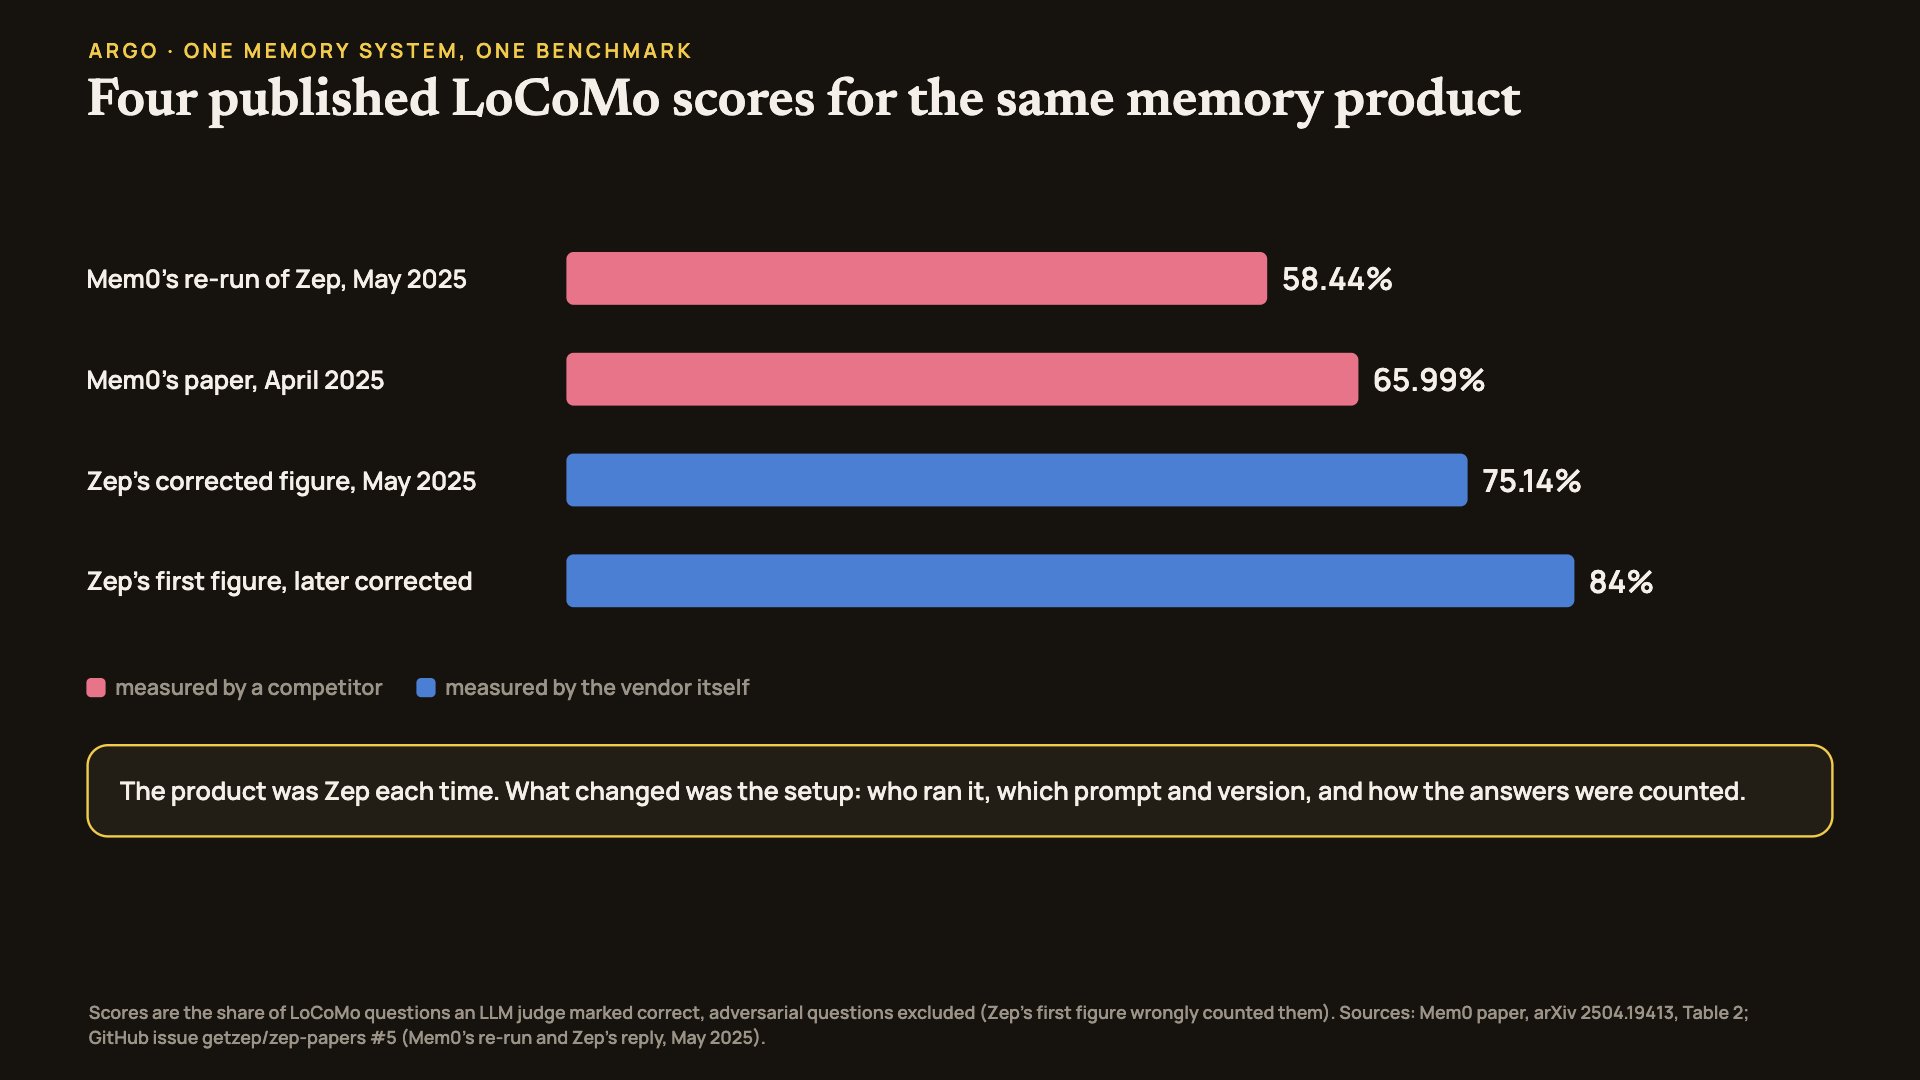 ARGO · ONE MEMORY SYSTEM, ONE BENCHMARK
Four published LoCoMo scores for the same memory product
Mem0’s re-run of Zep, May 2025
58.44%
Mem0’s paper, April 2025
65.99%
Zep’s corrected figure, May 2025
75.14%
Zep’s first figure, later corrected
84%
measured by a competitor
measured by the vendor itself
The product was Zep each time. What changed was the setup: who ran it, which prompt and version, and how the answers were counted.
Scores are the share of LoCoMo questions an LLM judge marked correct, adversarial questions excluded (Zep’s first figure wrongly counted them). Sources: Mem0 paper, arXiv 2504.19413, Table 2;
GitHub issue getzep/zep-papers #5 (Mem0’s re-run and Zep’s reply, May 2025).